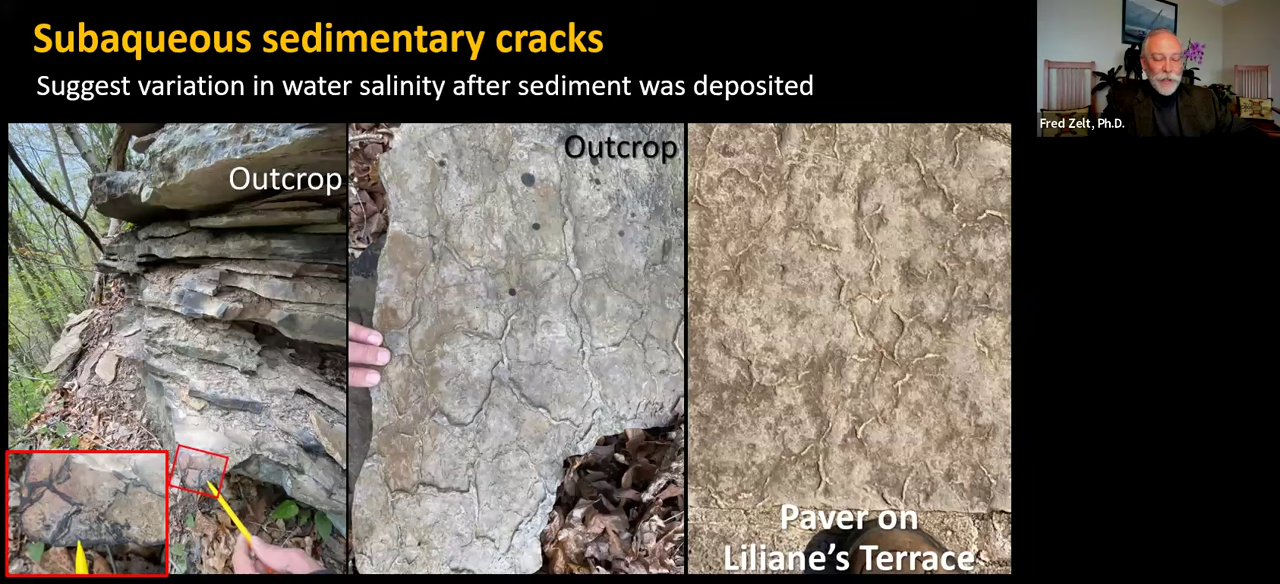 Subaqueous sedimentary cracks
Suggest variation in water salinity after sediment was deposited
Fred Zelt, Ph.D.
Outcrop
Outcrop
Paver on
Liliane's Terrace